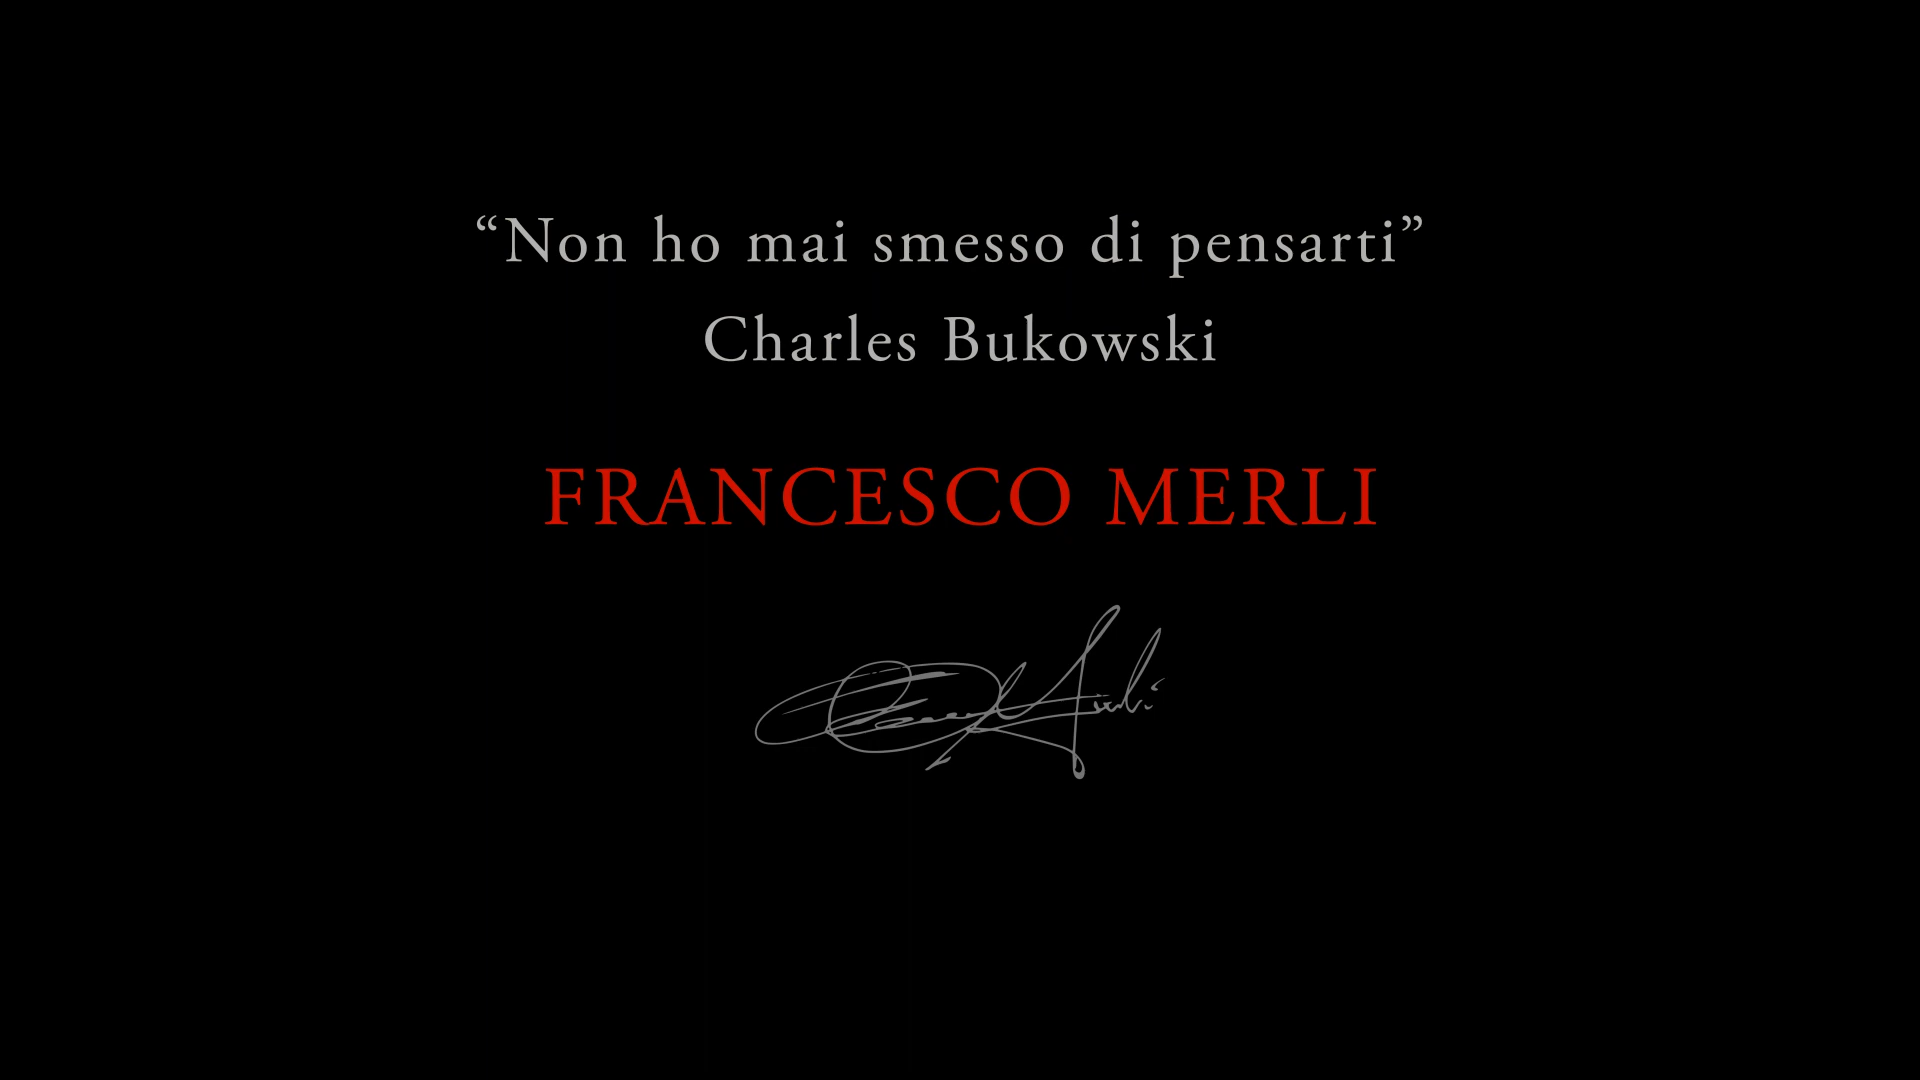 “Non ho mai smesso di pensarti”
Charles Bukowski
FRANCESCO MERLI